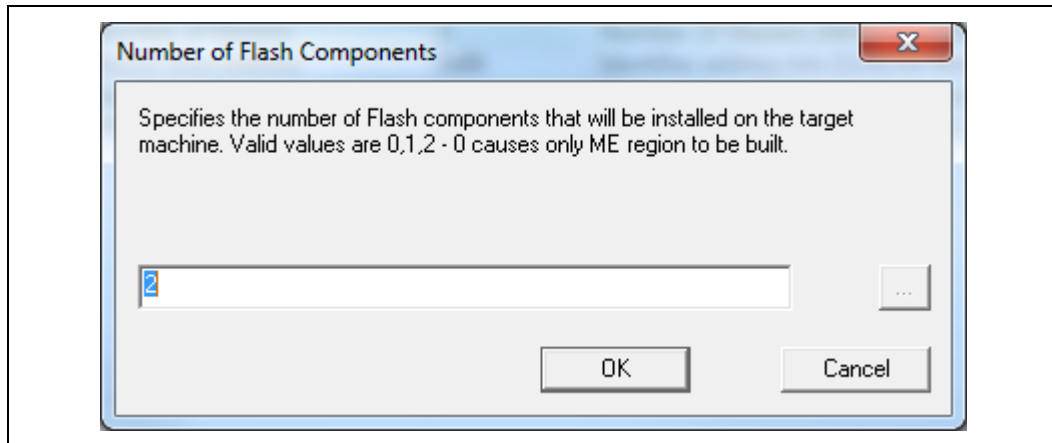 Number of Flash Components
Specifies the number of Flash components that will be installed on the target
machine. Valid values are 0,1,2 - 0 causes only ME region to be built.
2
...
OK Cancel